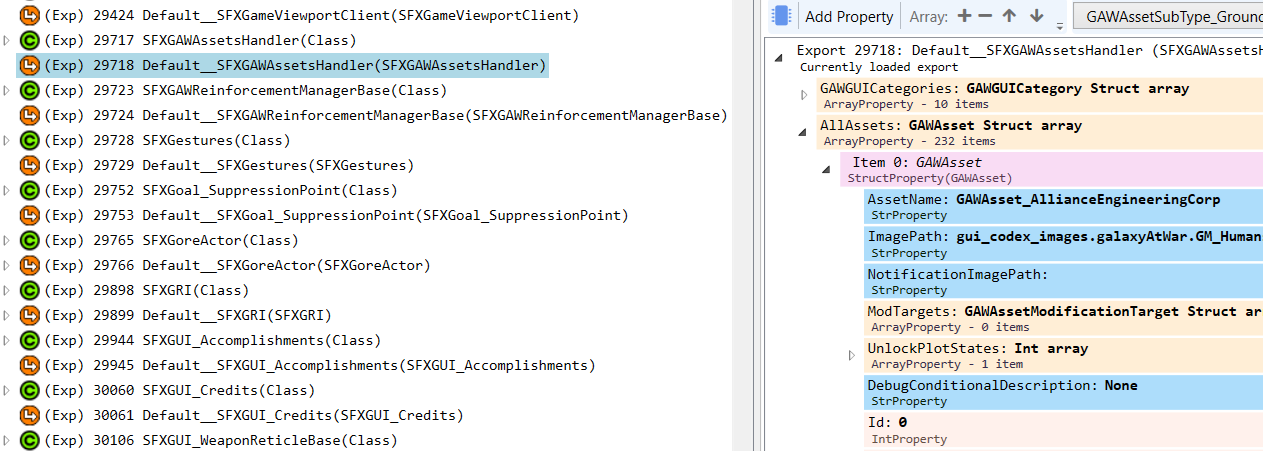 (Exp) 29424 Default__SFXGameViewportClient(SFXGameViewportClient)
(Exp) 29717 SFXGAWAssetsHandler(Class)
(Exp) 29718 Default__SFXGAWAssetsHandler(SFXGAWAssetsHandler)
(Exp) 29723 SFXGAWReinforcementManagerBase(Class)
(Exp) 29724 Default__SFXGAWReinforcementManagerBase(SFXGAWReinforcementManagerBase)
(Exp) 29728 SFXGestures(Class)
(Exp) 29729 Default__SFXGestures(SFXGestures)
(Exp) 29752 SFXGoal_SuppressionPoint(Class)
(Exp) 29753 Default__SFXGoal_SuppressionPoint(SFXGoal_SuppressionPoint)
(Exp) 29765 SFXGoreActor(Class)
(Exp) 29766 Default__SFXGoreActor(SFXGoreActor)
(Exp) 29898 SFXGRI(Class)
(Exp) 29899 Default__SFXGRI(SFXGRI)
(Exp) 29944 SFXGUI_Accomplishments(Class)
(Exp) 29945 Default__SFXGUI_Accomplishments(SFXGUI_Accomplishments)
(Exp) 30060 SFXGUI_Credits(Class)
(Exp) 30061 Default__SFXGUI_Credits(SFXGUI_Credits)
(Exp) 30106 SFXGUI_WeaponReticleBase(Class)
Add Property Array: GAWAssetSubType_Ground
Export 29718: Default__SFXGAWAssetsHandler (SFXGAWAssetsH
Currently loaded export
GAWGUICategories: GAWGUICategory Struct array
ArrayProperty - 10 items
AllAssets: GAWAsset Struct array
ArrayProperty - 232 items
Item 0: GAWAsset
StructProperty(GAWAsset)
AssetName: GAWAsset_AllianceEngineeringCorp
StrProperty
ImagePath: gui_codex_images.galaxyAtWar.GM_Human
StrProperty
NotificationImagePath:
StrProperty
ModTargets: GAWAssetModificationTarget Struct ar
ArrayProperty - 0 items
UnlockPlotStates: Int array
ArrayProperty - 1 item
DebugConditionalDescription: None
StrProperty
Id: 0
IntProperty